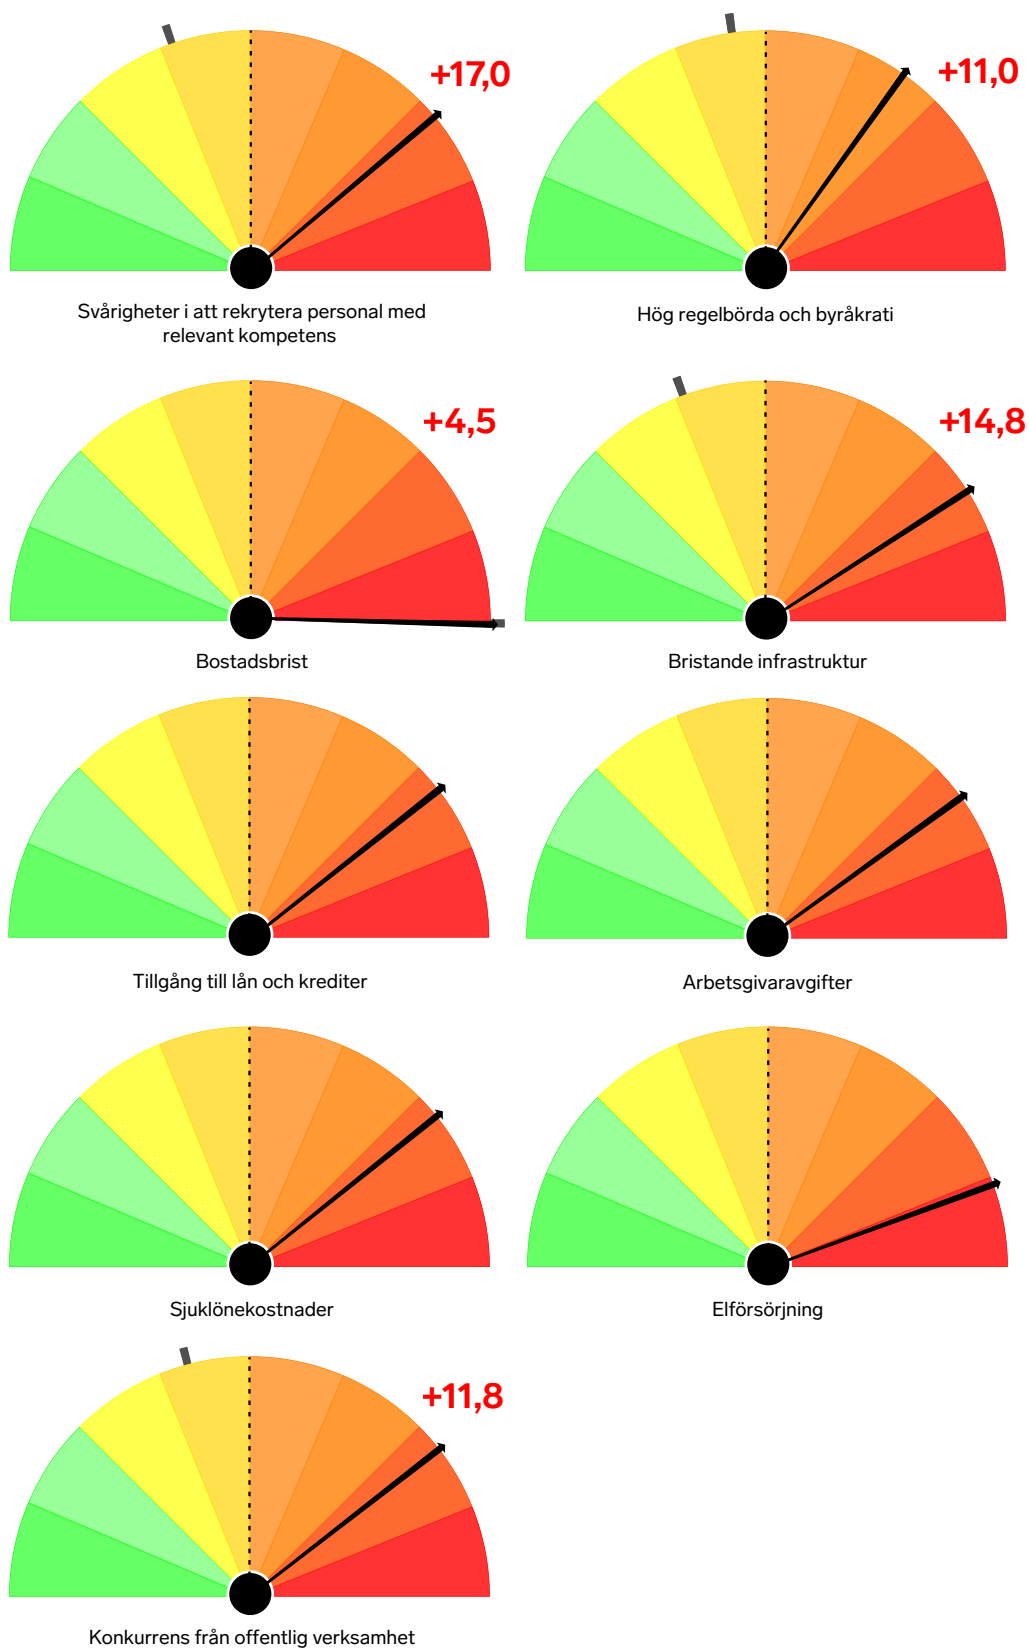 +17,0
+11,0
Svårigheter i att rekrytera personal med
relevant kompetens
Hög regelbörda och byråkrati
+4,5
+14,8
Bostadsbrist
Bristande infrastruktur
Tillgång till lån och krediter
Arbetsgivaravgifter
Sjuklönekostnader
Elförsörjning
+11,8
Konkurrens från offentlig verksamhet